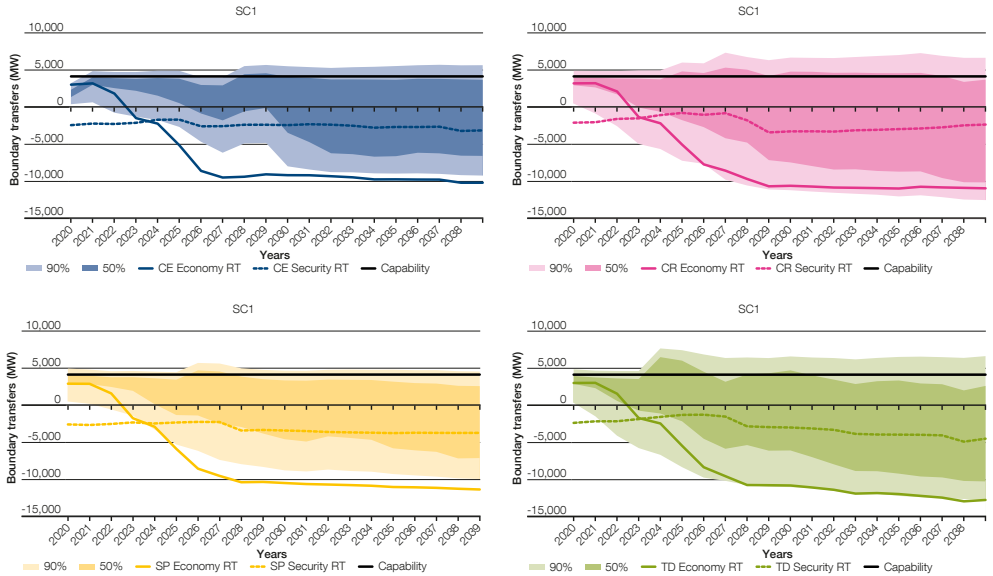 SC1
10,000
5,000
0
-5,000
-10,000
-15,000
Boundary transfers (MW)
2020 2021 2022 2023 2024 2025 2026 2027 2028 2029 2030 2031 2032 2033 2034 2035 2036 2037 2038
Years
90% 50% CE Economy RT CE Security RT Capability
SC1
10,000
5,000
0
-5,000
-10,000
-15,000
Boundary transfers (MW)
2020 2021 2022 2023 2024 2025 2026 2027 2028 2029 2030 2031 2032 2033 2034 2035 2036 2037 2038
Years
90% 50% CR Economy RT CR Security RT Capability
SC1
10,000
5,000
0
-5,000
-10,000
-15,000
Boundary transfers (MW)
2020 2021 2022 2023 2024 2025 2026 2027 2028 2029 2030 2031 2032 2033 2034 2035 2036 2037 2038 2039
Years
90% 50% SP Economy RT SP Security RT Capability
SC1
10,000
5,000
0
-5,000
-10,000
-15,000
Boundary transfers (MW)
2020 2021 2022 2023 2024 2025 2026 2027 2028 2029 2030 2031 2032 2033 2034 2035 2036 2037 2038
Years
90% 50% TD Economy RT TD Security RT Capability